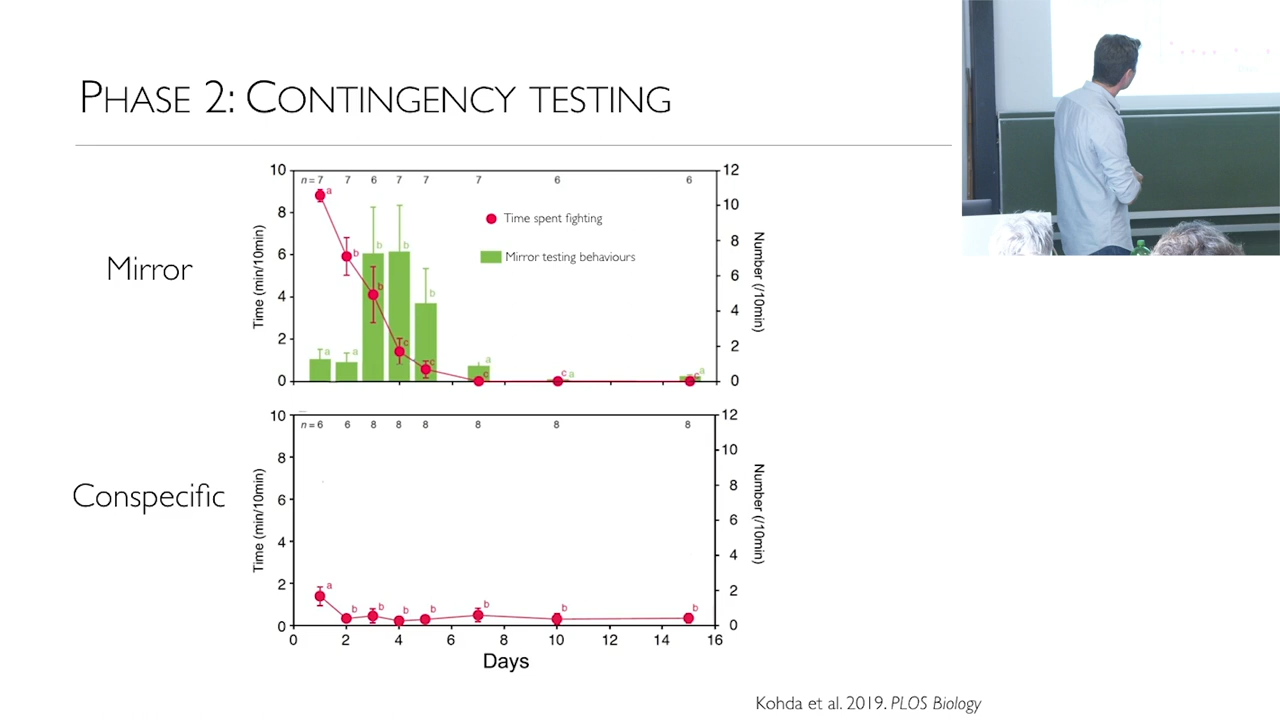 PHASE 2: CONTINGENCY TESTING
Mirror
10
8
6
4
2
0
Time (min/10min)
n = 7 7 6 7 7 7 6 6
a b b c c c c c
a a b b b a a a
Time spent fighting
Mirror testing behaviours
12
10
8
6
4
2
0
Number (/10min)
Conspecific
10
8
6
4
2
0
Time (min/10min)
n = 6 6 8 8 8 8 8 8
a b b b b b b b
12
10
8
6
4
2
0
Number (/10min)
0 2 4 6 8 10 12 14 16
Days
Kohda et al. 2019. PLOS Biology